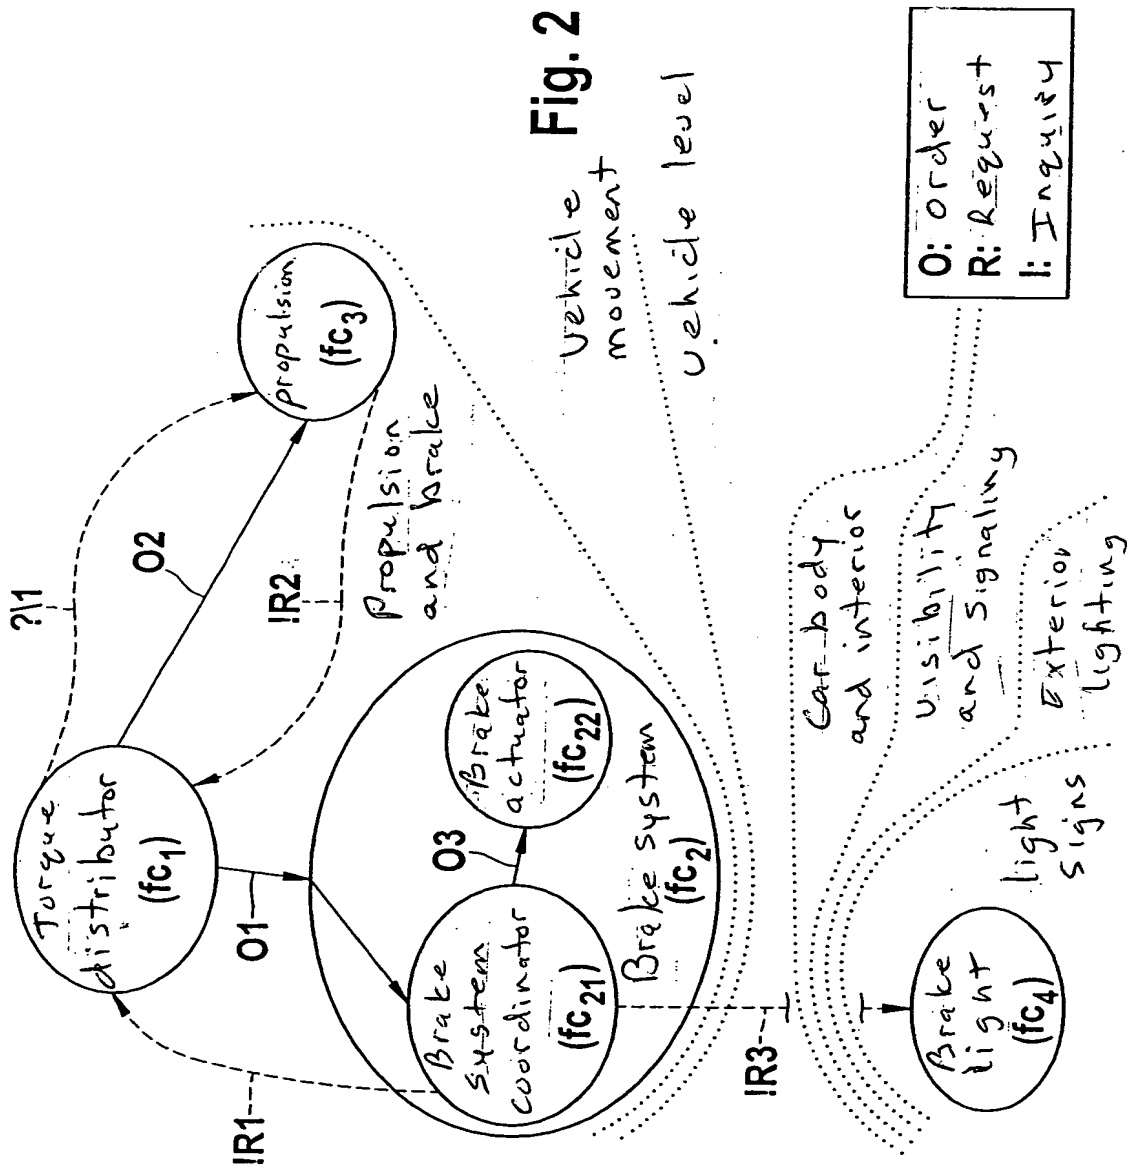 ?I1
O2
!R2
Torque
distributor
(fc1)
propulsion
(fc3)
Propulsion
and brake
O1
!R1
O3
Brake
system
coordinator
(fc21)
Brake
actuator
(fc22)
Brake system
(fc2)
!R3
Fig. 2
vehicle
movement
vehicle level
Car body
and interior
visibility
and signaling
Exterior
lighting
light
signs
Brake
light
(fc4)
O: order
R: Request
I: Inquiry